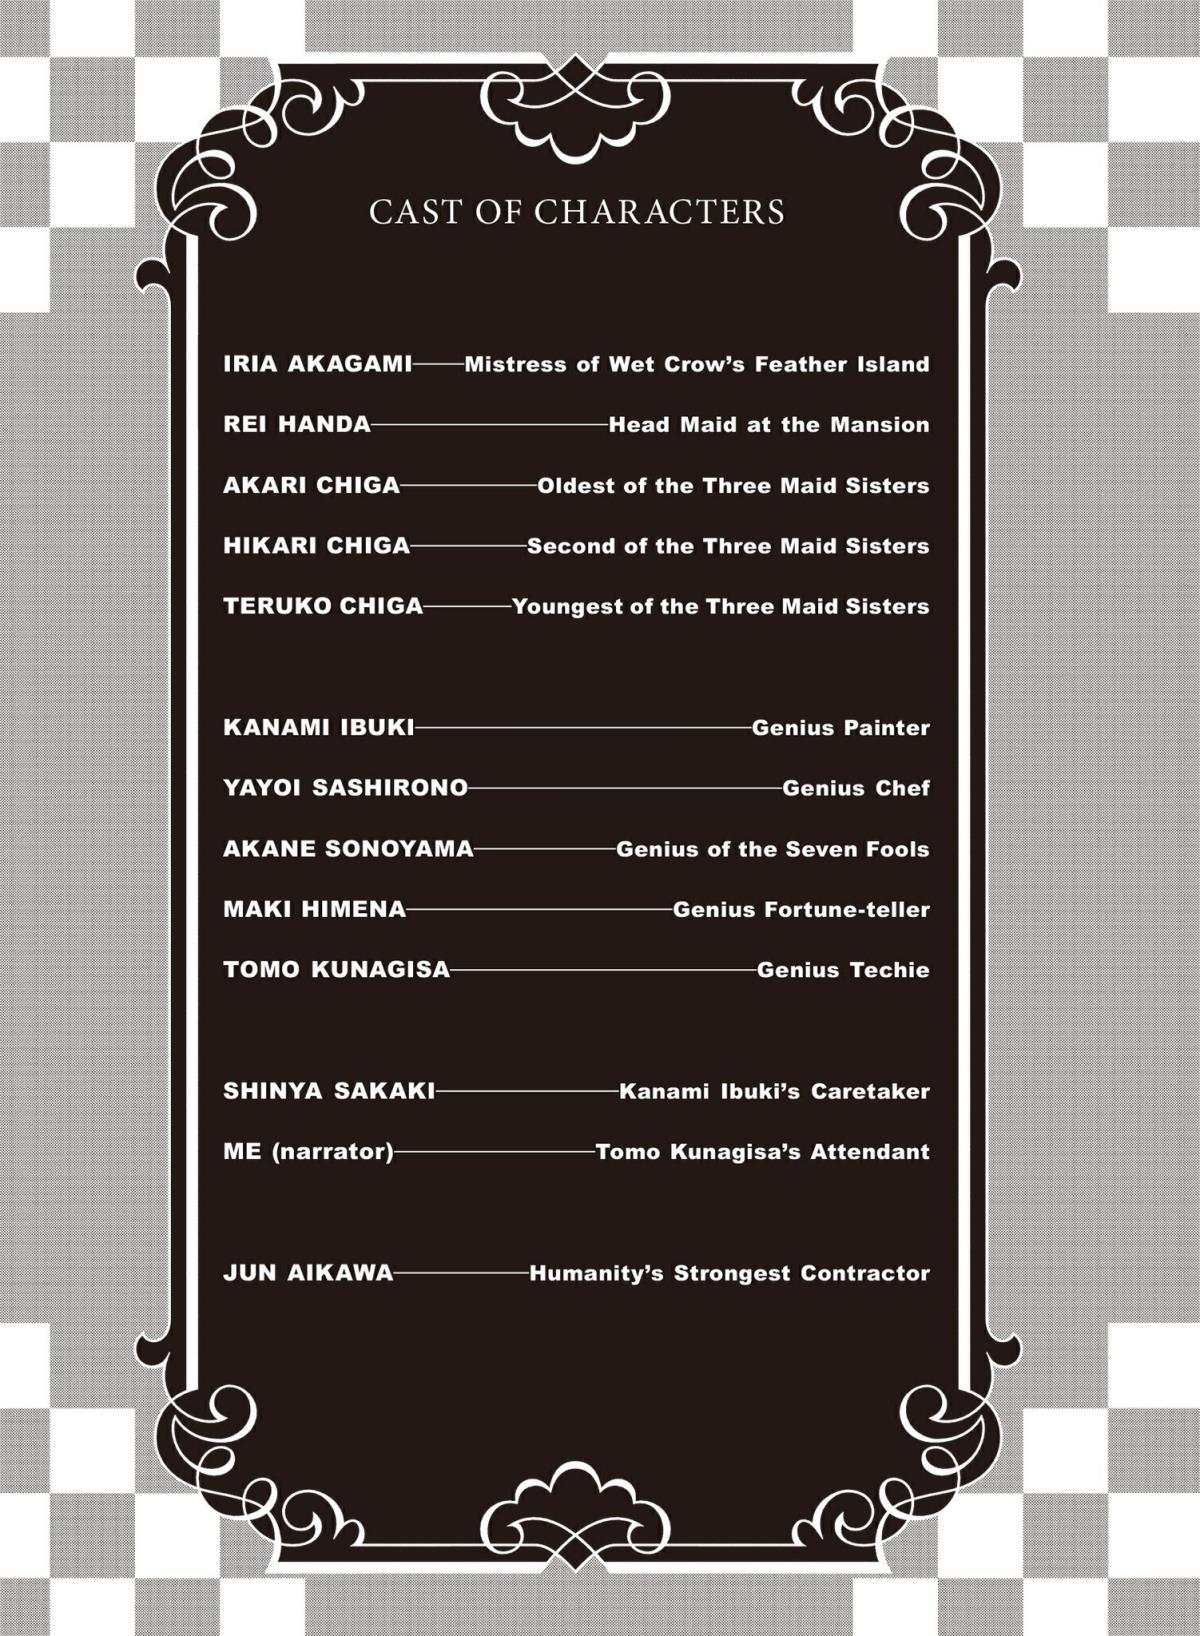 CAST OF CHARACTERS
IRIA AKAGAMI——Mistress of Wet Crow’s Feather Island
REI HANDA——Head Maid at the Mansion
AKARI CHIGA——Oldest of the Three Maid Sisters
HIKARI CHIGA——Second of the Three Maid Sisters
TERUKO CHIGA——Youngest of the Three Maid Sisters
KANAMI IBUKI——Genius Painter
YAYOI SASHIRONO——Genius Chef
AKANE SONOYAMA——Genius of the Seven Fools
MAKI HIMENA——Genius Fortune-teller
TOMO KUNAGISA——Genius Techie
SHINYA SAKAKI——Kanami Ibuki’s Caretaker
ME (narrator)——Tomo Kunagisa’s Attendant
JUN AIKAWA——Humanity’s Strongest Contractor